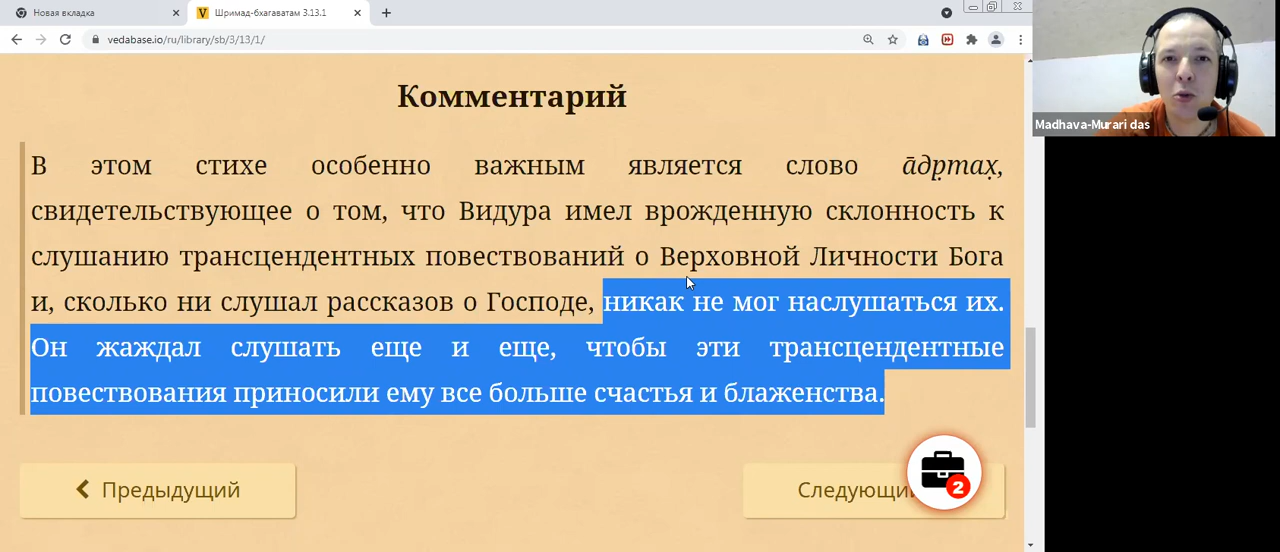 Новая вкладка
Шримад-бхагаватам 3.13.1
vedabase.io/ru/library/sb/3/13/1/
Madhava-Murari das
Комментарий
В этом стихе особенно важным является слово а̄др̣тах̣,
свидетельствующее о том, что Видура имел врожденную склонность к
слушанию трансцендентных повествований о Верховной Личности Бога
и, сколько ни слушал рассказов о Господе, никак не мог наслушаться их.
Он жаждал слушать еще и еще, чтобы эти трансцендентные
повествования приносили ему все больше счастья и блаженства.
Предыдущий
Следующи
2